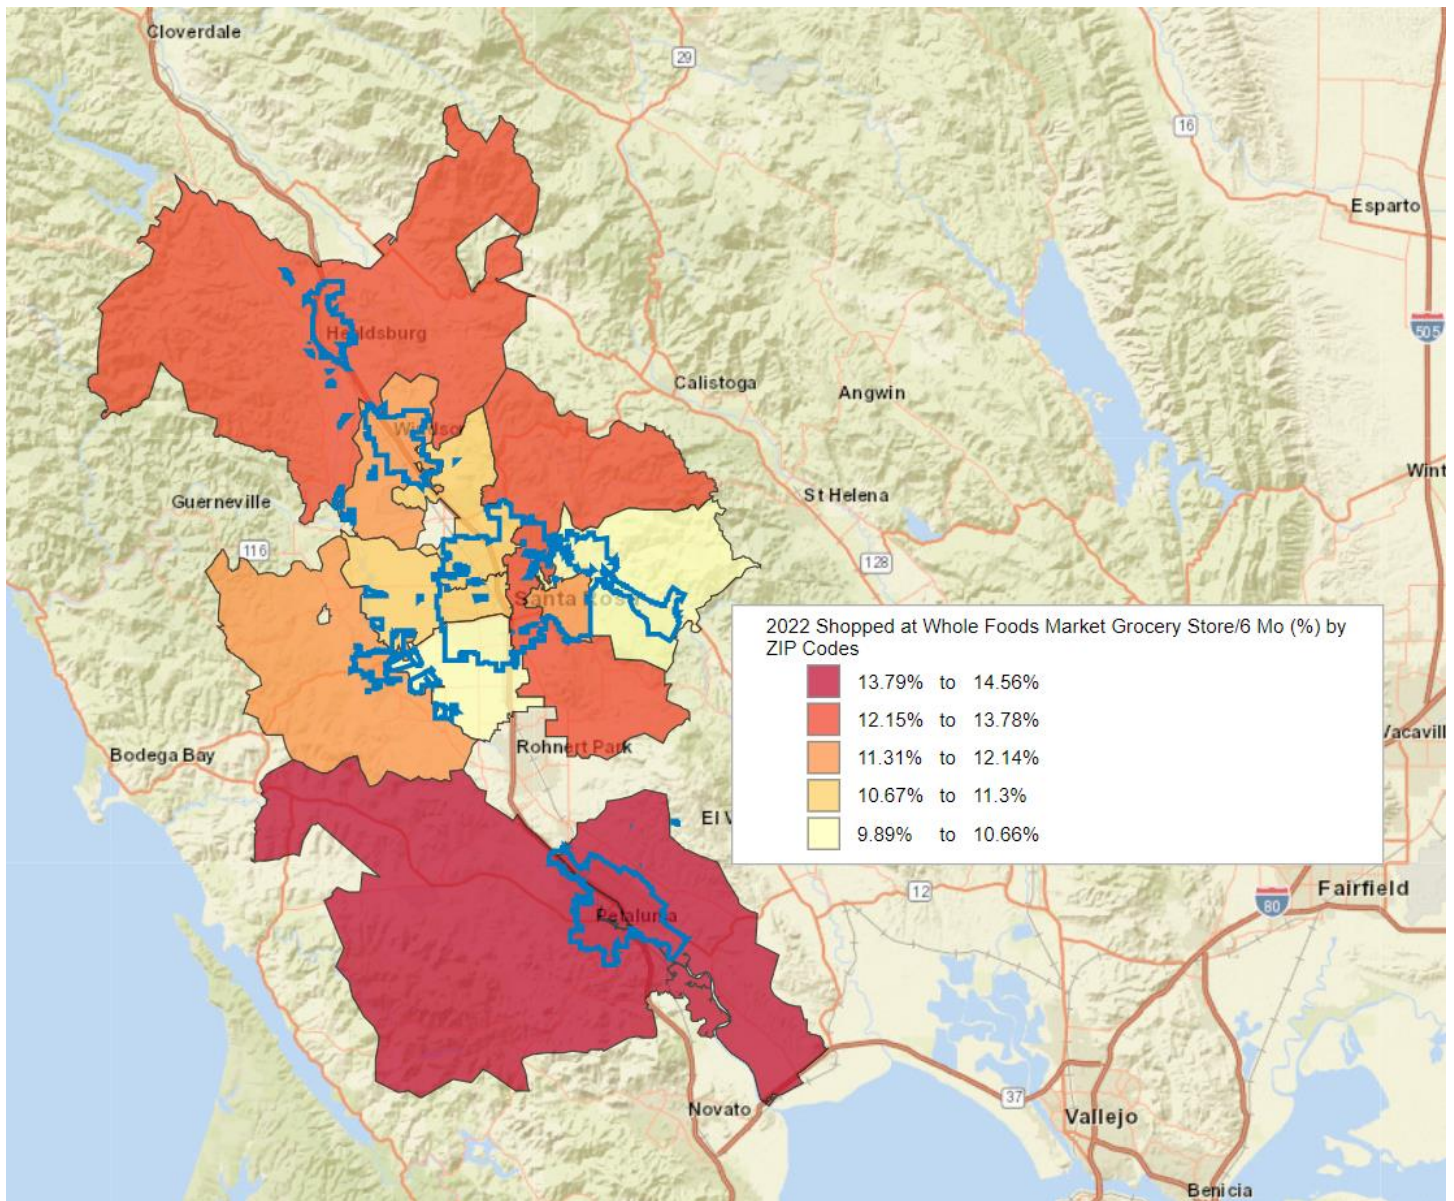 Cloverdale
29
16
Esparto
Healdsburg
505
Calistoga
Angwin
Windsor
Wint
Guerneville
St Helena
116
128
Santa Rosa
2022 Shopped at Whole Foods Market Grocery Store/6 Mo (%) by
ZIP Codes
13.79% to 14.56%
12.15% to 13.78%
11.31% to 12.14%
10.67% to 11.3%
9.89% to 10.66%
Bodega Bay
Rohnert Park
Vacavill
El V
12
Fairfield
80
Petaluma
37
Novato
Vallejo
Benicia